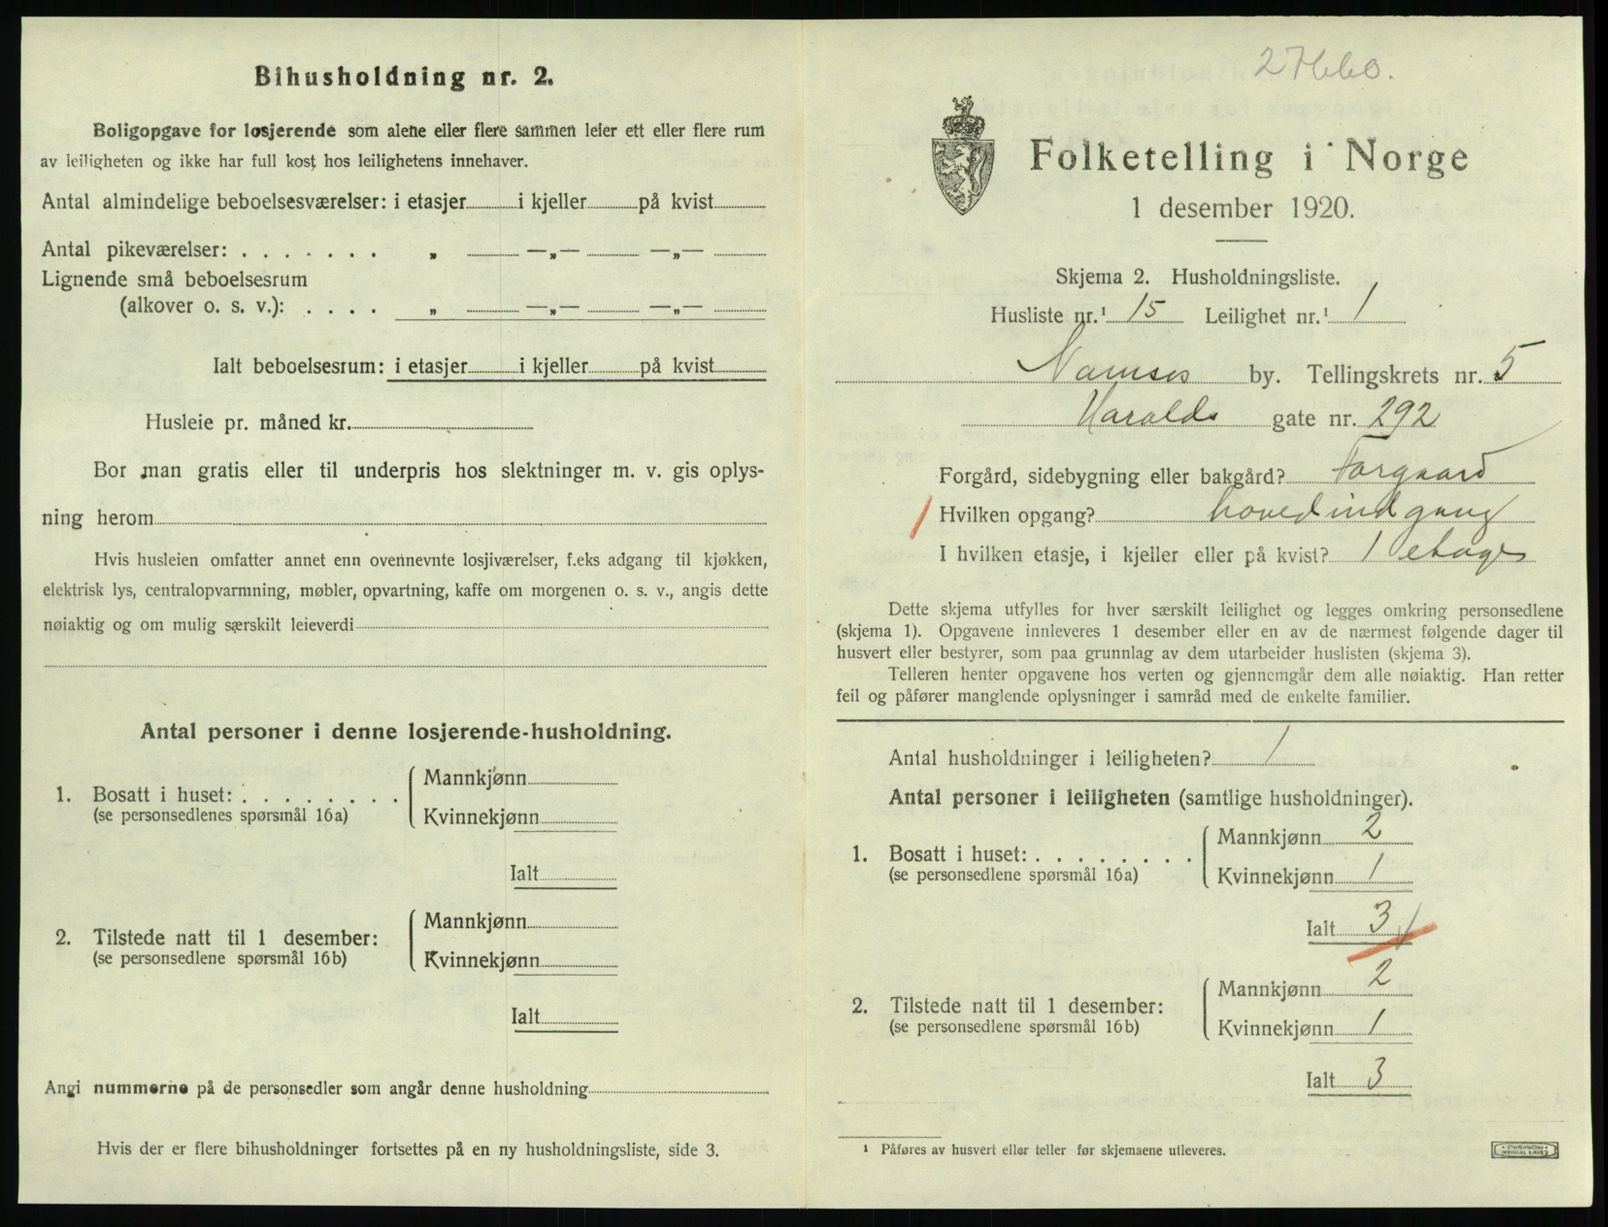 Bihusholdning nr. 2.
Boligopgave for losjerende som alene eller flere sammen leier ett eller flere rum
av leiligheten og ikke har full kost hos leilighetens innehaver.
Antal almindelige beboelsesværelser: i etasjer i kjeller på kvist
Antal pikeværelser: . . . . . . . „ —„— —„—
Lignende små beboelsesrum
(alkover o. s. v.): . . . . „ —„— —„—
Ialt beboelsesrum: i etasjer i kjeller på kvist
Husleie pr. måned kr.
Bor man gratis eller til underpris hos slektninger m. v. gis oplys-
ning herom
Hvis husleien omfatter annet enn ovennevnte losjiværelser, f.eks adgang til kjøkken,
elektrisk lys, centralopvarmning, møbler, opvartning, kaffe om morgenen o. s. v., angis dette
nøiaktig og om mulig særskilt leieverdi
Antal personer i denne losjerende-husholdning.
1. Bosatt i huset: . . . . . . . .
(se personsedlenes spørsmål 16a)
Mannkjønn
Kvinnekjønn
Ialt
2. Tilstede natt til 1 desember:
(se personsedlene spørsmål 16b)
Mannkjønn
Kvinnekjønn
Ialt
Angi nummerne på de personsedler som angår denne husholdning
Hvis der er flere bihusholdninger fortsettes på en ny husholdningsliste, side 3.
Folketelling i Norge
1 desember 1920.
Skjema 2. Husholdningsliste.
Husliste nr.¹ 15 Leilighet nr.¹ 1
Namsos by. Tellingskrets nr. 5
Haralds gate nr. 292
Forgård, sidebygning eller bakgård? Forgaard
Hvilken opgang? hovedindgang
I hvilken etasje, i kjeller eller på kvist? 1 etage
Dette skjema utfylles for hver særskilt leilighet og legges omkring personsedlene
(skjema 1). Opgavene innleveres 1 desember eller en av de nærmest følgende dager til
husvert eller bestyrer, som paa grunnlag av dem utarbeider huslisten (skjema 3).
Telleren henter opgavene hos verten og gjennemgår dem alle nøiaktig. Han retter
feil og påfører manglende oplysninger i samråd med de enkelte familier.
Antal husholdninger i leiligheten? 1
Antal personer i leiligheten (samtlige husholdninger).
1. Bosatt i huset: . . . . . . . .
(se personsedlene spørsmål 16a)
Mannkjønn 2
Kvinnekjønn 1
Ialt 3
2. Tilstede natt til 1 desember:
(se personsedlene spørsmål 16b)
Mannkjønn 2
Kvinnekjønn 1
Ialt 3
¹ Påføres av husvert eller teller før skjemaene utleveres.